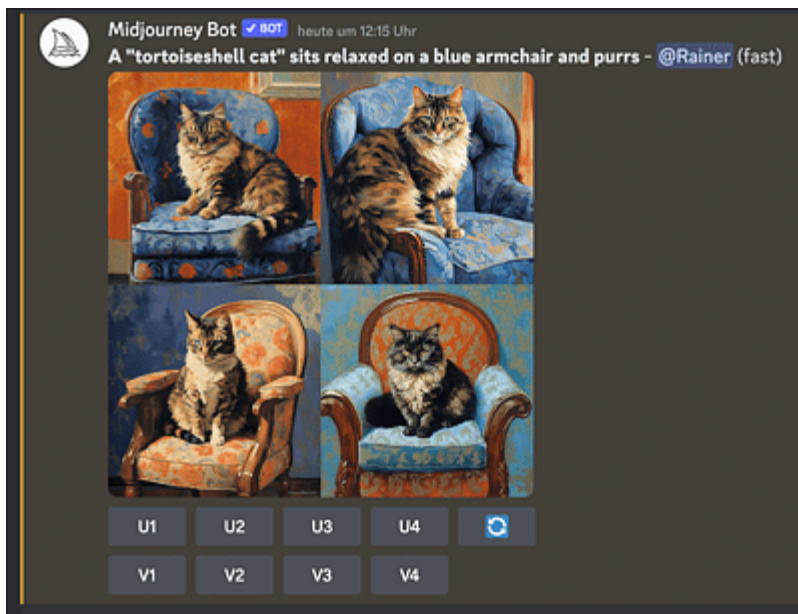 Midjourney Bot ✓ BOT heute um 12:15 Uhr
A "tortoiseshell cat" sits relaxed on a blue armchair and purrs - @Rainer (fast)
U1 U2 U3 U4
V1 V2 V3 V4